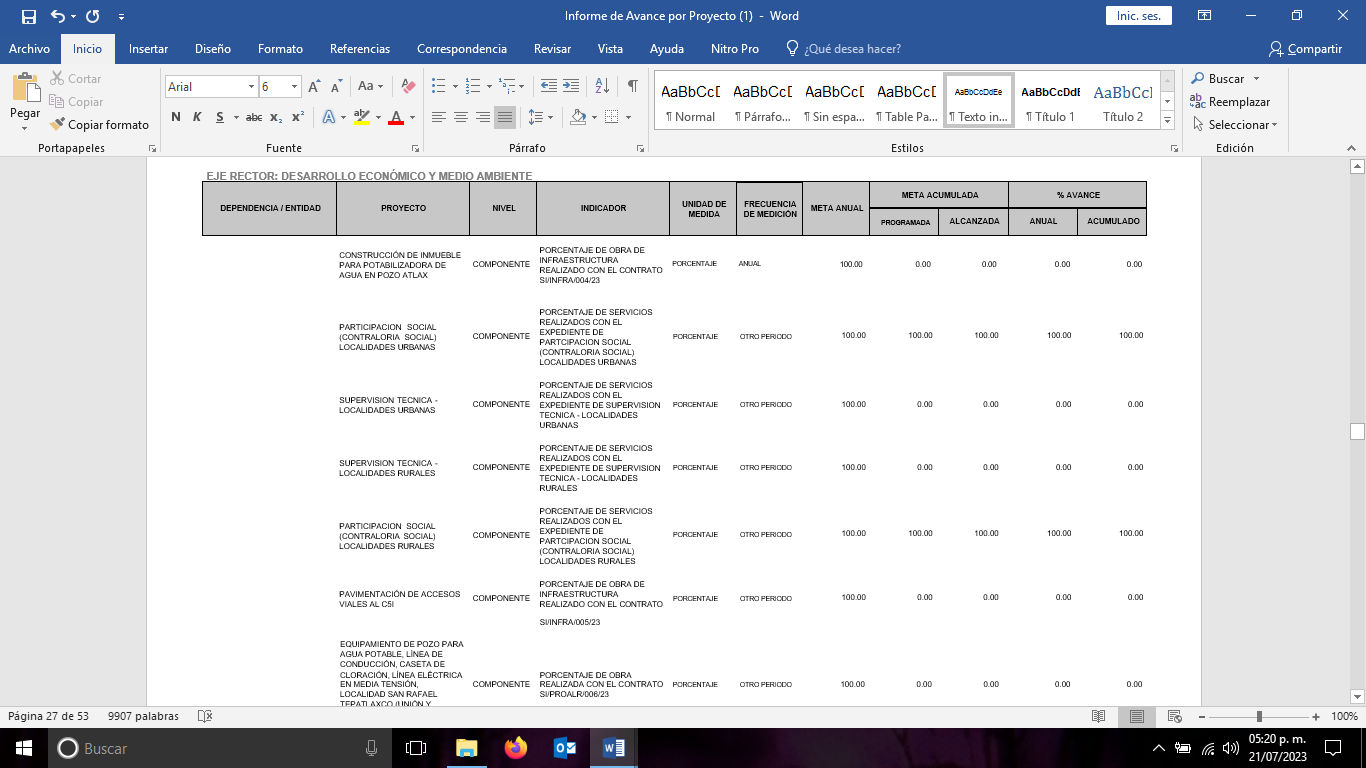 Informe de Avance por Proyecto (1) - Word
Inic. ses.
Archivo Inicio Insertar Diseño Formato Referencias Correspondencia Revisar Vista Ayuda Nitro Pro ¿Qué desea hacer? Compartir
Pegar
Cortar
Copiar
Copiar formato
Portapapeles
Arial 6
N K S abc x₂ x²
Fuente
Párrafo
AaBbCcD AaBbCcD AaBbCcD AaBbCcD AaBbCcDdEe AaBbCcDdE AaBbCcD
¶ Normal ¶ Párrafo... ¶ Sin espa... ¶ Table Pa... ¶ Texto in... ¶ Título 1 Título 2
Estilos
Buscar
Reemplazar
Seleccionar
Edición
EJE RECTOR: DESARROLLO ECONÓMICO Y MEDIO AMBIENTE
DEPENDENCIA / ENTIDAD PROYECTO NIVEL INDICADOR UNIDAD DE MEDIDA FRECUENCIA DE MEDICIÓN META ANUAL META ACUMULADA % AVANCE
PROGRAMADA ALCANZADA ANUAL ACUMULADO
CONSTRUCCIÓN DE INMUEBLE
PARA POTABILIZADORA DE
AGUA EN POZO ATLAX
COMPONENTE
PORCENTAJE DE OBRA DE
INFRAESTRUCTURA
REALIZADO CON EL CONTRATO
SI/INFRA/004/23
PORCENTAJE ANUAL 100.00 0.00 0.00 0.00 0.00
PARTICIPACION SOCIAL
(CONTRALORIA SOCIAL)
LOCALIDADES URBANAS
COMPONENTE
PORCENTAJE DE SERVICIOS
REALIZADOS CON EL
EXPEDIENTE DE
PARTCIPACION SOCIAL
(CONTRALORIA SOCIAL)
LOCALIDADES URBANAS
PORCENTAJE OTRO PERIODO 100.00 100.00 100.00 100.00 100.00
SUPERVISION TECNICA -
LOCALIDADES URBANAS
COMPONENTE
PORCENTAJE DE SERVICIOS
REALIZADOS CON EL
EXPEDIENTE DE SUPERVISION
TECNICA - LOCALIDADES
URBANAS
PORCENTAJE OTRO PERIODO 100.00 0.00 0.00 0.00 0.00
SUPERVISION TECNICA -
LOCALIDADES RURALES
COMPONENTE
PORCENTAJE DE SERVICIOS
REALIZADOS CON EL
EXPEDIENTE DE SUPERVISION
TECNICA - LOCALIDADES
RURALES
PORCENTAJE OTRO PERIODO 100.00 0.00 0.00 0.00 0.00
PARTICIPACION SOCIAL
(CONTRALORIA SOCIAL)
LOCALIDADES RURALES
COMPONENTE
PORCENTAJE DE SERVICIOS
REALIZADOS CON EL
EXPEDIENTE DE
PARTCIPACION SOCIAL
(CONTRALORIA SOCIAL)
LOCALIDADES RURALES
PORCENTAJE OTRO PERIODO 100.00 100.00 100.00 100.00 100.00
PAVIMENTACIÓN DE ACCESOS
VIALES AL C5I
COMPONENTE
PORCENTAJE DE OBRA DE
INFRAESTRUCTURA
REALIZADO CON EL CONTRATO
SI/INFRA/005/23
PORCENTAJE OTRO PERIODO 100.00 0.00 0.00 0.00 0.00
EQUIPAMIENTO DE POZO PARA
AGUA POTABLE, LÍNEA DE
CONDUCCIÓN, CASETA DE
CLORACIÓN, LÍNEA ELÉCTRICA
EN MEDIA TENSIÓN,
LOCALIDAD SAN RAFAEL
TEPATLAXCO (UNIÓN Y
COMPONENTE
PORCENTAJE DE OBRA
REALIZADA CON EL CONTRATO
SI/PROALR/006/23
PORCENTAJE OTRO PERIODO 100.00 0.00 0.00 0.00 0.00
Página 27 de 53 9907 palabras 100%
Buscar
05:20 p. m.
21/07/2023